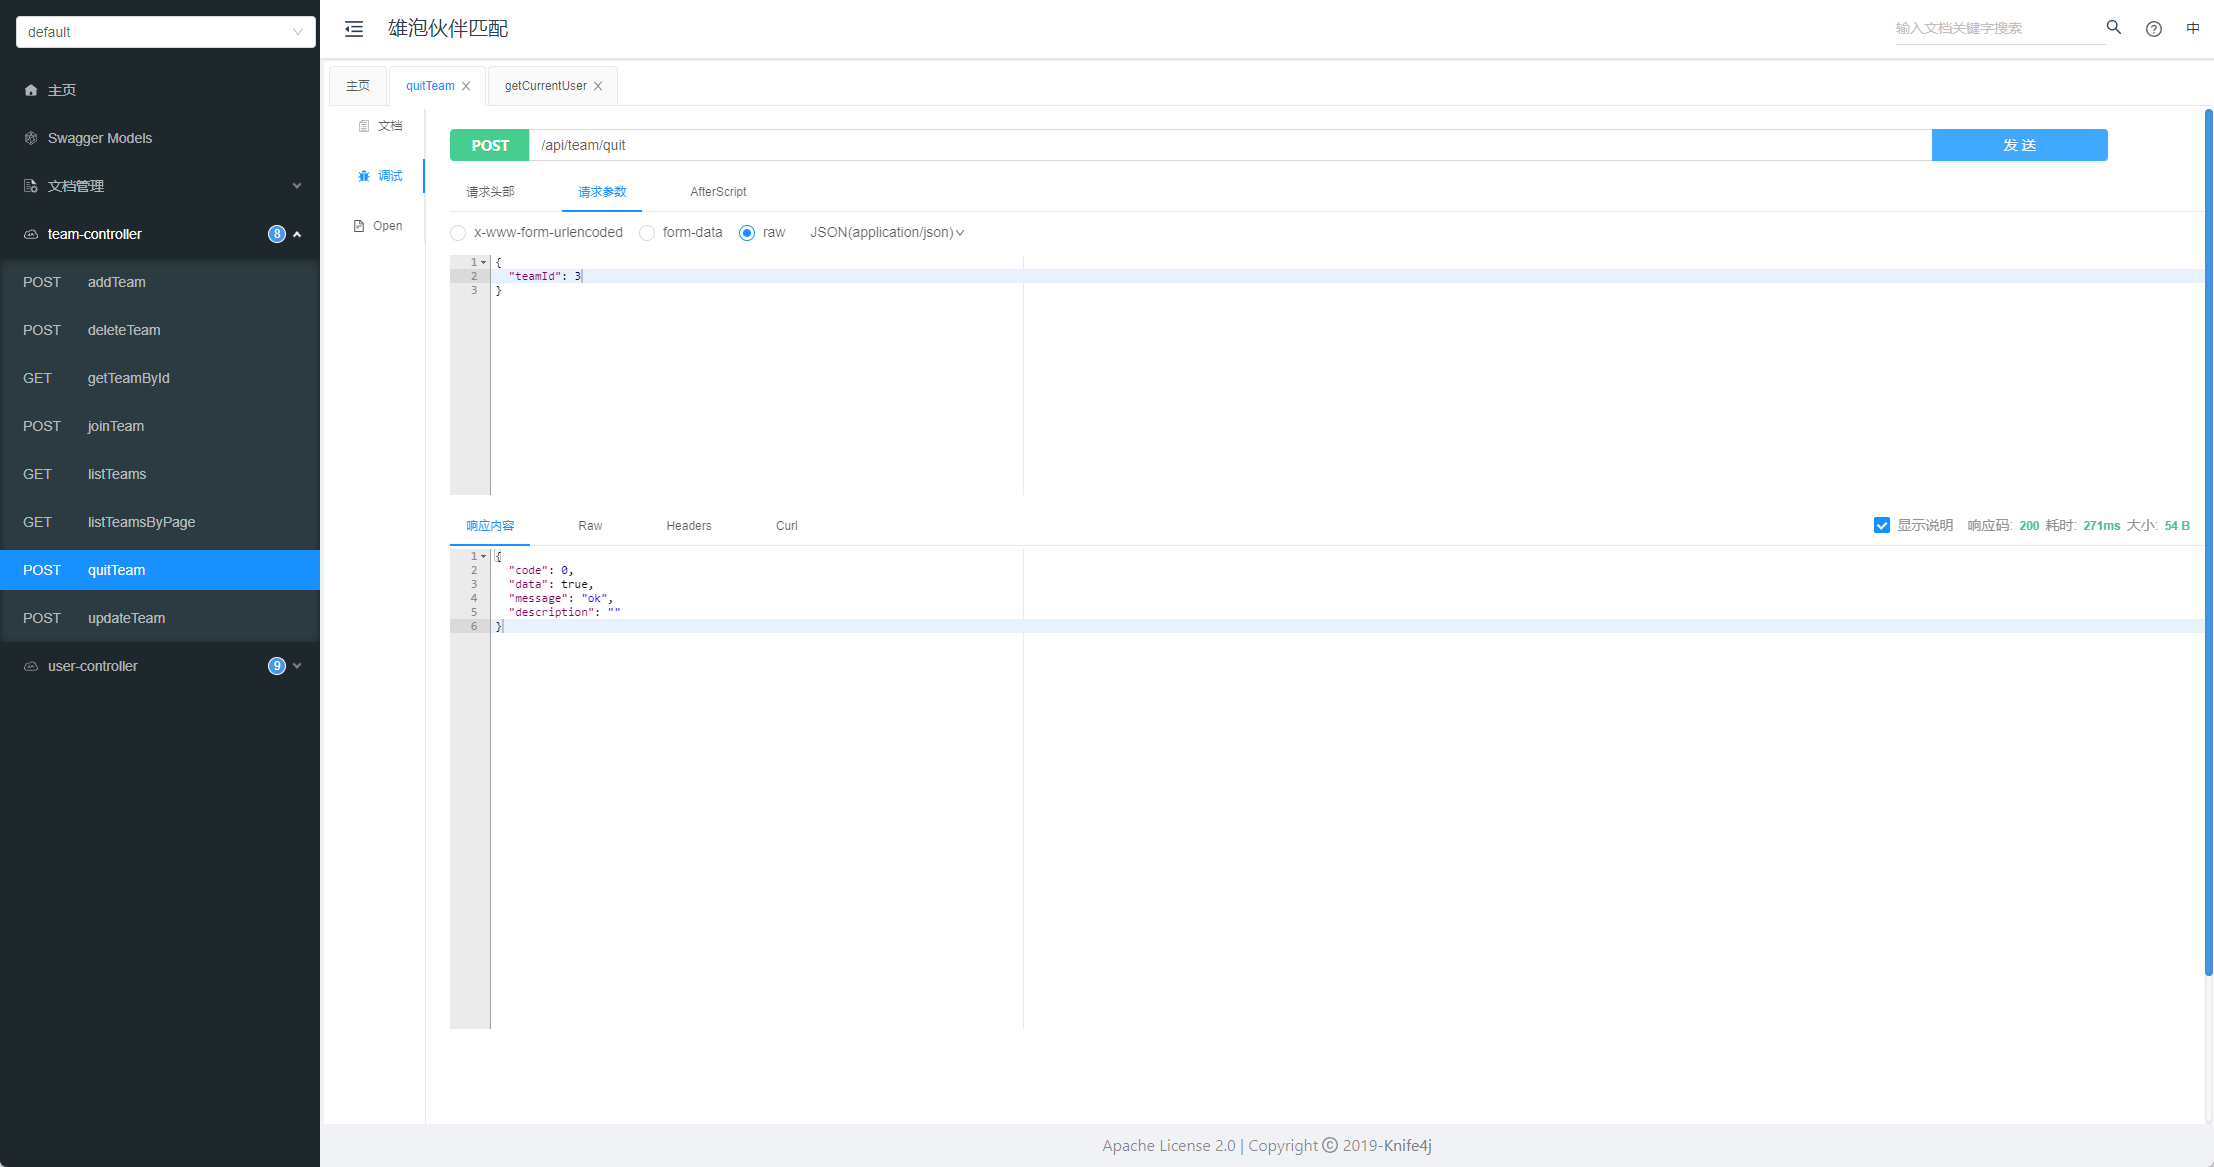 default
主页
Swagger Models
文档管理
team-controller 8
POST addTeam
POST deleteTeam
GET getTeamById
POST joinTeam
GET listTeams
GET listTeamsByPage
POST quitTeam
POST updateTeam
user-controller 9
雄泡伙伴匹配
输入文档关键字搜索
中
主页 quitTeam getCurrentUser
文档
调试
Open
POST /api/team/quit 发 送
请求头部 请求参数 AfterScript
x-www-form-urlencoded form-data raw JSON(application/json)
1 {
2 "teamId": 3
3 }
响应内容 Raw Headers Curl 显示说明 响应码: 200 耗时: 271ms 大小: 54 B
1 {
2 "code": 0,
3 "data": true,
4 "message": "ok",
5 "description": ""
6 }
Apache License 2.0 | Copyright © 2019-Knife4j